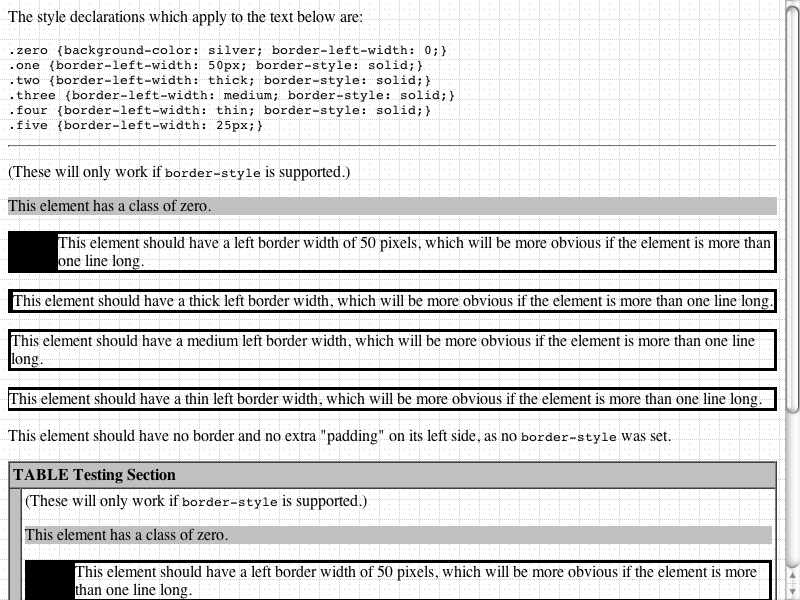 The style declarations which apply to the text below are:
.zero {background-color: silver; border-left-width: 0;}
.one {border-left-width: 50px; border-style: solid;}
.two {border-left-width: thick; border-style: solid;}
.three {border-left-width: medium; border-style: solid;}
.four {border-left-width: thin; border-style: solid;}
.five {border-left-width: 25px;}
(These will only work if border-style is supported.)
This element has a class of zero.
This element should have a left border width of 50 pixels, which will be more obvious if the element is more than
one line long.
This element should have a thick left border width, which will be more obvious if the element is more than one line long.
This element should have a medium left border width, which will be more obvious if the element is more than one line
long.
This element should have a thin left border width, which will be more obvious if the element is more than one line long.
This element should have no border and no extra "padding" on its left side, as no border-style was set.
TABLE Testing Section
(These will only work if border-style is supported.)
This element has a class of zero.
This element should have a left border width of 50 pixels, which will be more obvious if the element is more
than one line long.